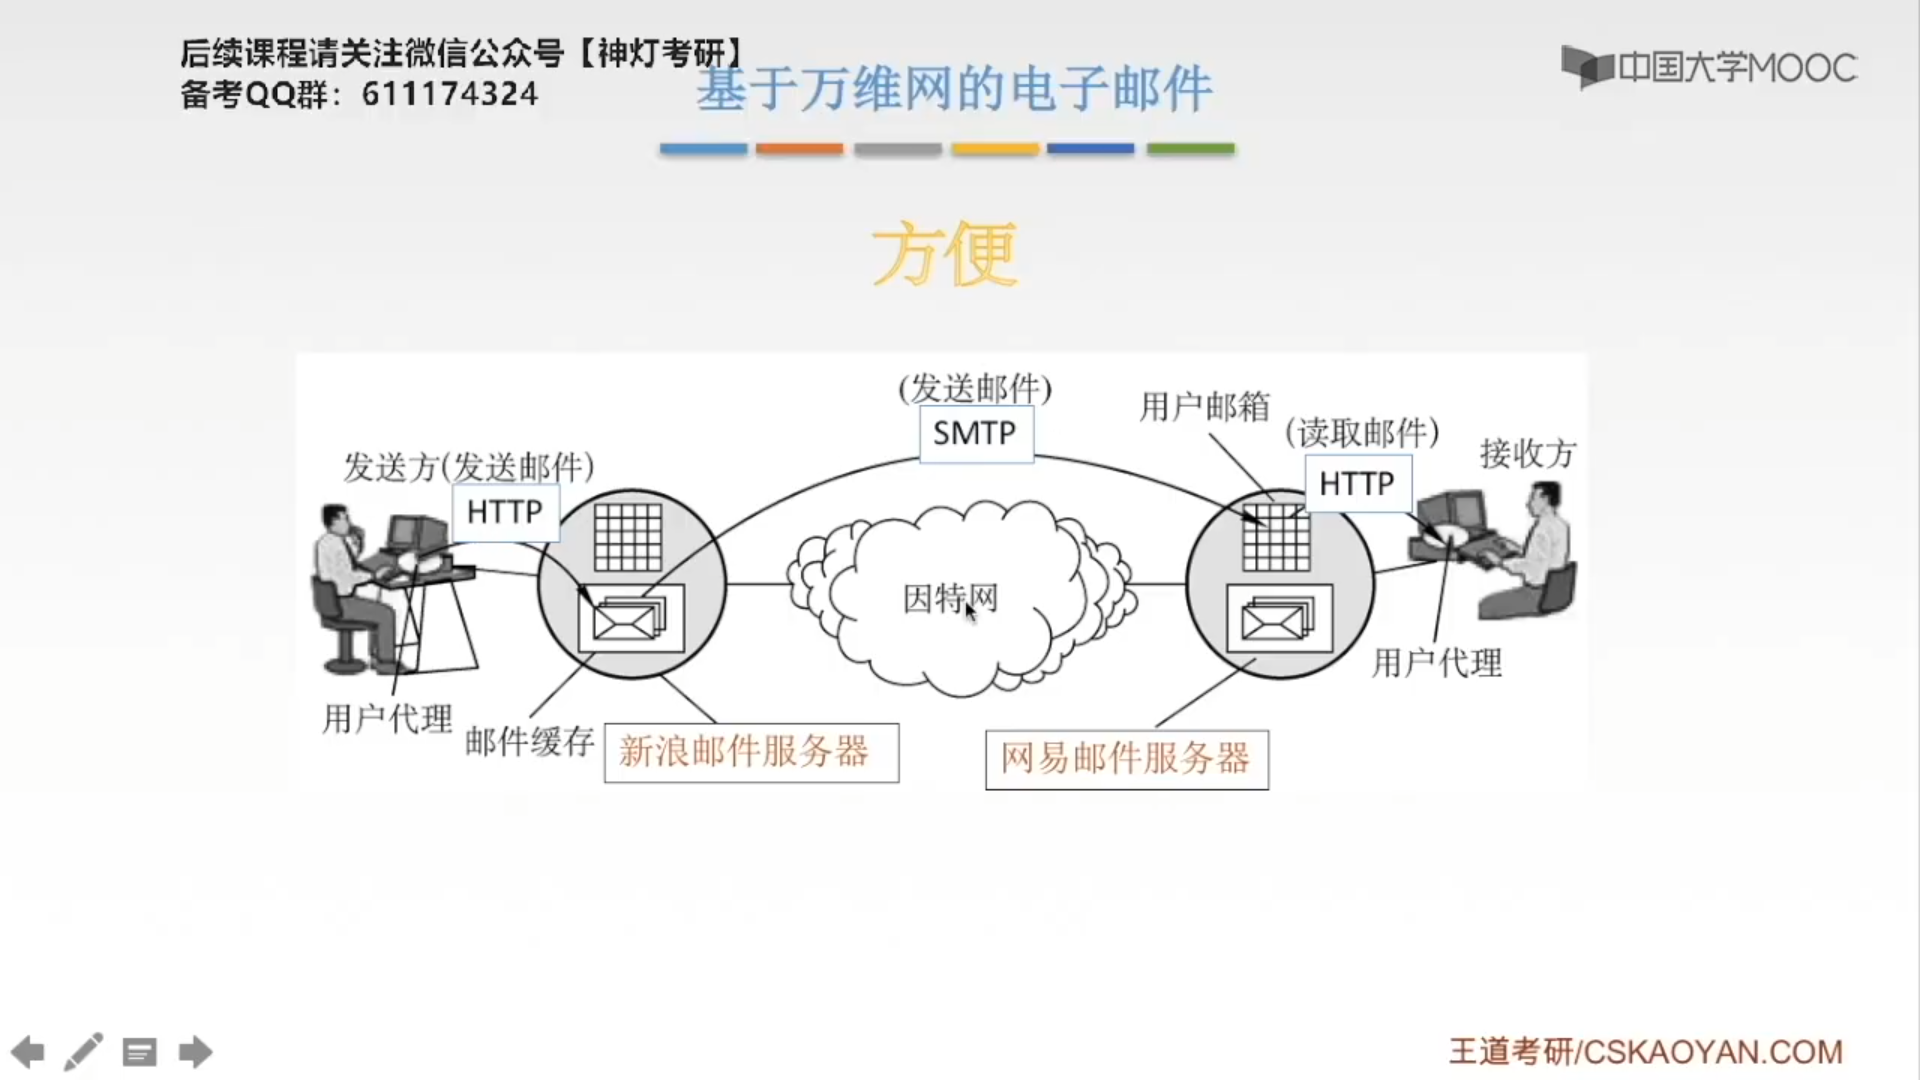 后续课程请关注微信公众号【神灯考研】
备考QQ群：611174324
基于万维网的电子邮件
中国大学MOOC
方便
(发送邮件)
SMTP
用户邮箱
(读取邮件)
HTTP
接收方
发送方(发送邮件)
HTTP
因特网
用户代理
用户代理
邮件缓存
新浪邮件服务器
网易邮件服务器
王道考研/CSKAOYAN.COM